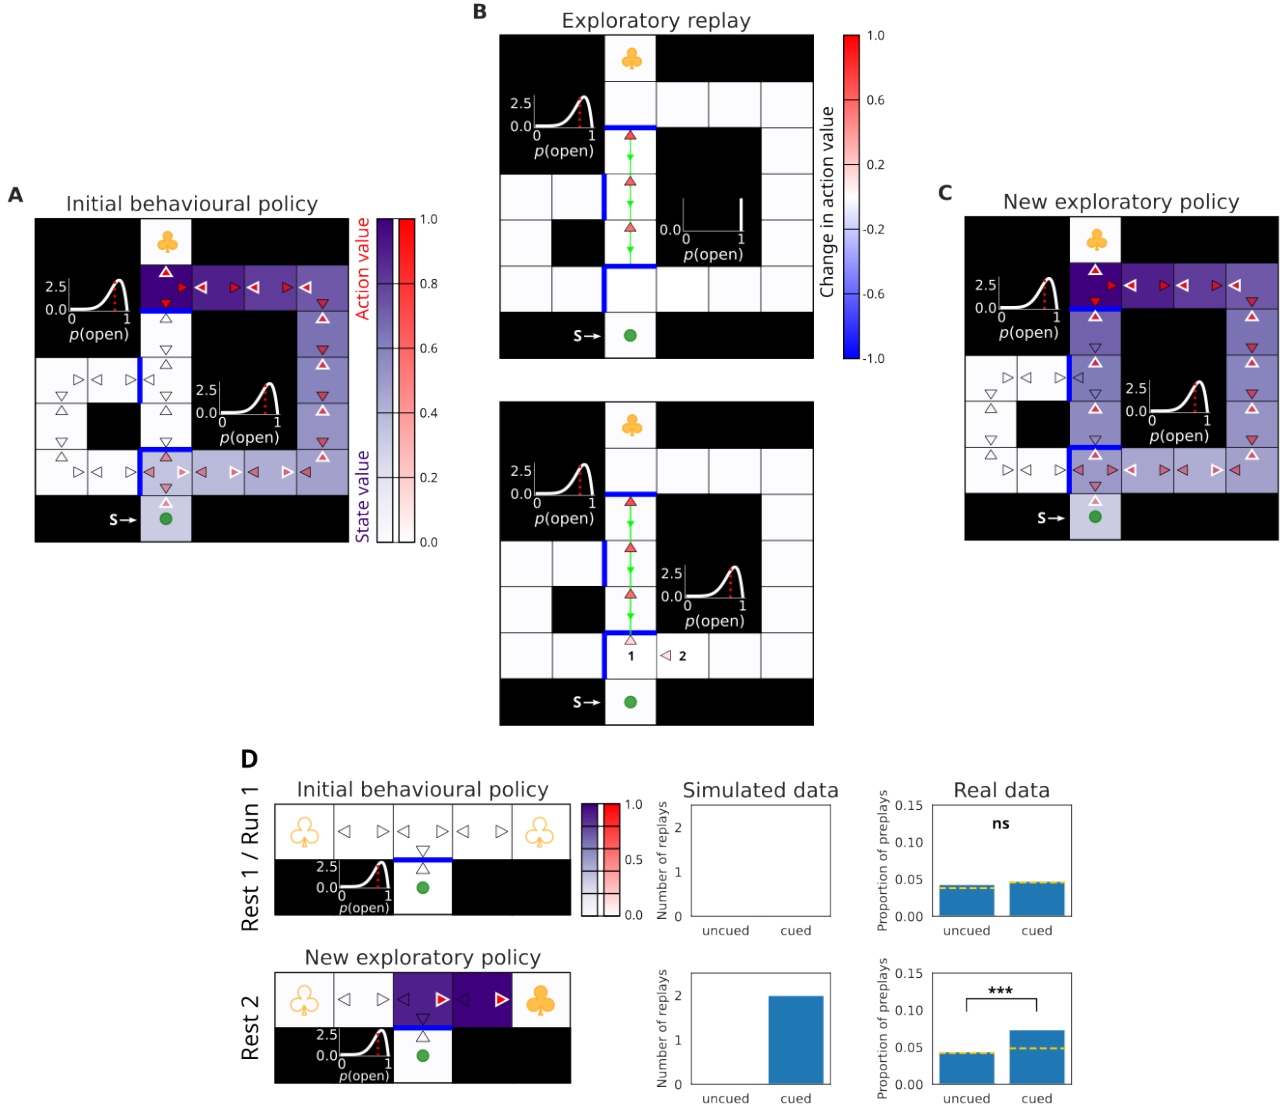 A
Initial behavioural policy
2.5
0.0
0
1
p(open)
2.5
0.0
0
1
p(open)
S→
Action value
State value
1.0
0.8
0.6
0.4
0.2
0.0
B
Exploratory replay
2.5
0.0
0
1
p(open)
0.0
0
1
p(open)
S→
Change in action value
1.0
0.6
0.2
-0.2
-0.6
-1.0
2.5
0.0
0
1
p(open)
2.5
0.0
0
1
p(open)
1
2
S→
C
New exploratory policy
2.5
0.0
0
1
p(open)
2.5
0.0
0
1
p(open)
S→
D
Rest 1 / Run 1
Initial behavioural policy
2.5
0.0
0
1
p(open)
1.0
0.5
0.0
Simulated data
Number of replays
2
1
0
uncued
cued
Real data
Proportion of preplays
0.15
0.10
0.05
0.00
ns
uncued
cued
Rest 2
New exploratory policy
2.5
0.0
0
1
p(open)
Number of replays
2
1
0
uncued
cued
Proportion of preplays
0.15
0.10
0.05
0.00
***
uncued
cued